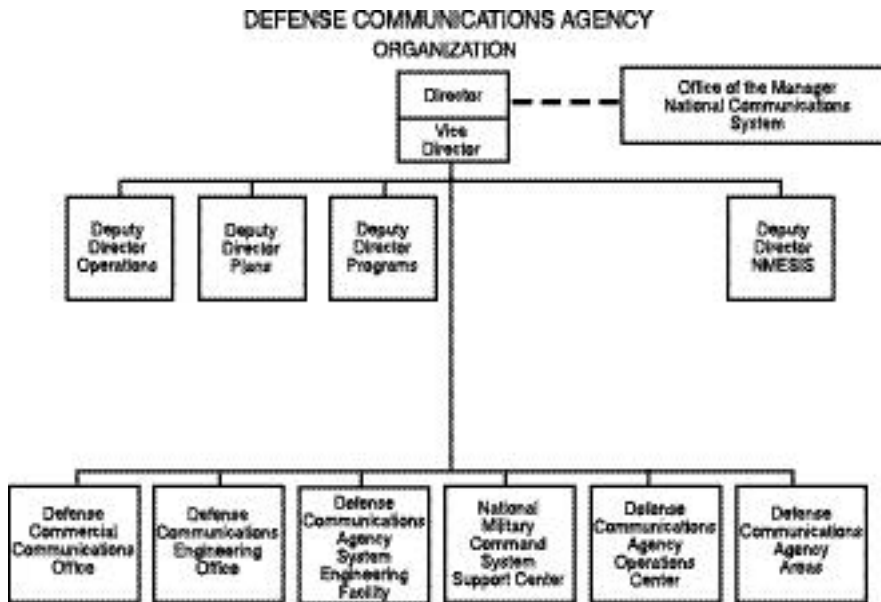 DEFENSE COMMUNICATIONS AGENCY
ORGANIZATION
Director
Vice
Director
Office of the Manager
National Communications
System
Deputy
Director
Operations
Deputy
Director
Plans
Deputy
Director
Programs
Deputy
Director
Defense
Commercial
Communications
Office
Defense
Communications
Engineering
Office
Defense
Communications
Agency
System
Engineering
Facility
National
Military
Command
System
Support Center
Defense
Communications
Agency
Operations
Center
Defense
Communications
Agency
Areas